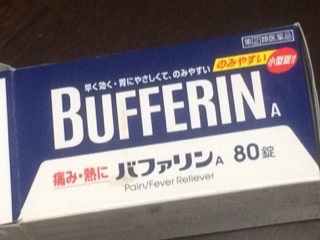 第②類医薬品
のみやすい
小型錠!!
早く効く・胃にやさしくて、のみやすい
BUFFERIN A
痛み・熱に バファリンA 80錠
Pain/Fever Reliever